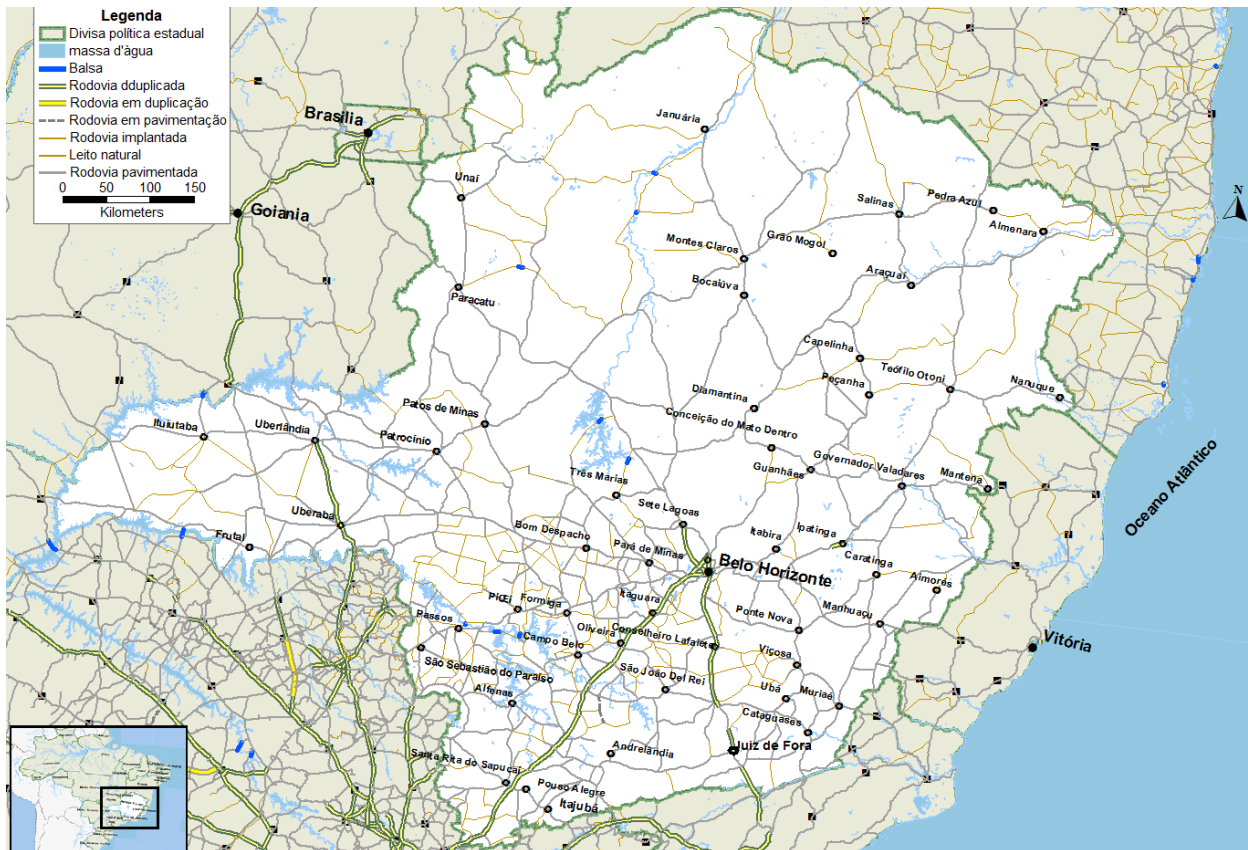 Legenda
Divisa política estadual
massa d'água
Balsa
Rodovia dduplicada
Rodovia em duplicação
Rodovia em pavimentação
Rodovia implantada
Leito natural
Rodovia pavimentada
0 50 100 150
Kilometers
Brasília
Goiania
Januária
Unaí
Salinas
Pedra Azul
Almenara
N
Montes Claros
Grão Mogol
Araçuaí
Bocaiúva
Paracatu
Capelinha
Peçanha
Teófilo Otoni
Nanuque
Diamantina
Patos de Minas
Conceição do Mato Dentro
Ituiutaba
Uberlândia
Patrocínio
Guanhães
Governador Valadares
Mantena
Três Marias
Oceano Atlântico
Sete Lagoas
Uberaba
Bom Despacho
Itabira
Ipatinga
Frutal
Pará de Minas
Belo Horizonte
Caratinga
Aimorés
Piũi
Formiga
Itaguara
Ponte Nova
Manhuaçu
Passos
Oliveira
Conselheiro Lafaiete
Campo Belo
Viçosa
Vitória
São Sebastião do Paraíso
São João Del Rei
Alfenas
Ubá
Muriaé
Cataguases
Andrelândia
Juiz de Fora
Santa Rita do Sapucaí
Pouso Alegre
Itajubá